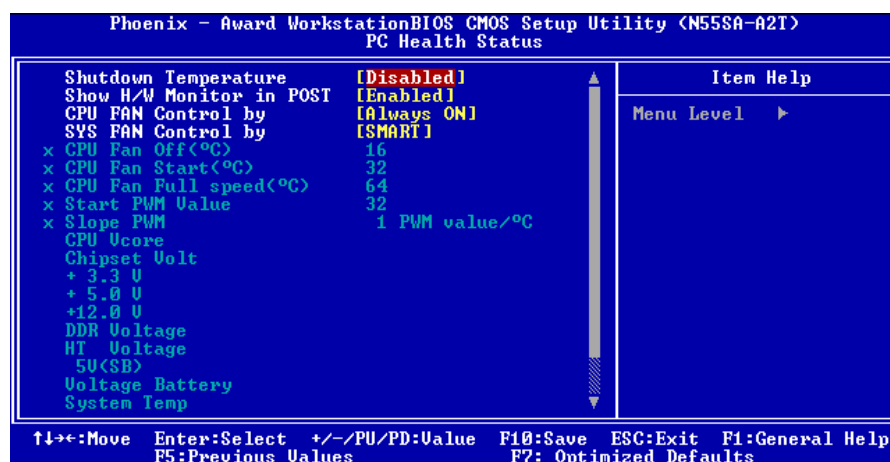 Phoenix - Award WorkstationBIOS CMOS Setup Utility (N55SA-A2T)
PC Health Status
Shutdown Temperature [Disabled]
Show H/W Monitor in POST [Enabled]
CPU FAN Control by [Always ON]
SYS FAN Control by [SMART]
x CPU Fan Off(ºC) 16
x CPU Fan Start(ºC) 32
x CPU Fan Full speed(ºC) 64
x Start PWM Value 32
x Slope PWM 1 PWM value/ºC
CPU Vcore
Chipset Volt
+ 3.3 V
+ 5.0 V
+12.0 V
DDR Voltage
HT Voltage
5V(SB)
Voltage Battery
System Temp
Item Help
Menu Level ▶
↑↓→←:Move Enter:Select +/-/PU/PD:Value F10:Save ESC:Exit F1:General Help
F5:Previous Values F7: Optimized Defaults